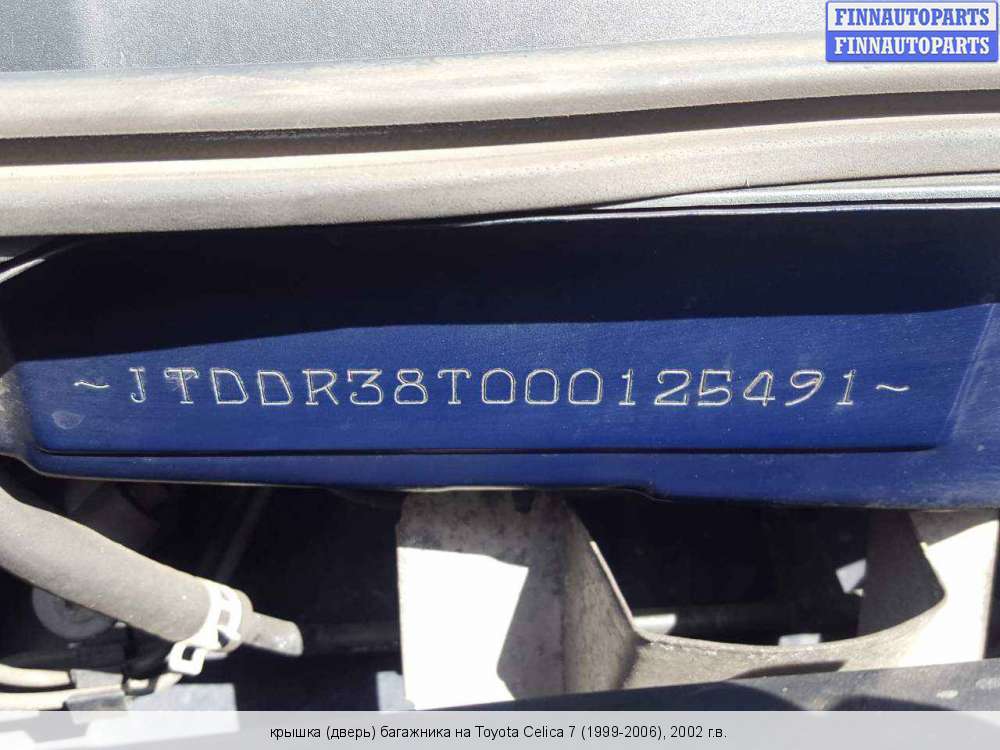 FINNAUTOPARTS
FINNAUTOPARTS
~JTDDR38T000125491~
крышка (дверь) багажника на Toyota Celica 7 (1999-2006), 2002 г.в.